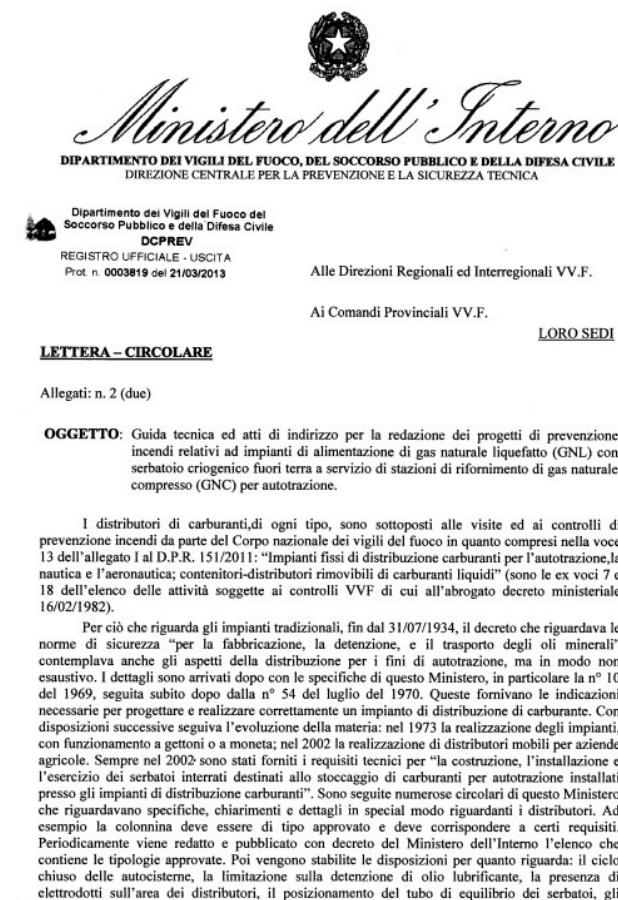 Ministero dell'Interno
DIPARTIMENTO DEI VIGILI DEL FUOCO, DEL SOCCORSO PUBBLICO E DELLA DIFESA CIVILE
DIREZIONE CENTRALE PER LA PREVENZIONE E LA SICUREZZA TECNICA
Dipartimento dei Vigili del Fuoco del
Soccorso Pubblico e della Difesa Civile
DCPREV
REGISTRO UFFICIALE - USCITA
Prot. n. 0003819 del 21/03/2013
Alle Direzioni Regionali ed Interregionali VV.F.
Ai Comandi Provinciali VV.F.
LORO SEDI
LETTERA – CIRCOLARE
Allegati: n. 2 (due)
OGGETTO: Guida tecnica ed atti di indirizzo per la redazione dei progetti di prevenzione
incendi relativi ad impianti di alimentazione di gas naturale liquefatto (GNL) con
serbatoio criogenico fuori terra a servizio di stazioni di rifornimento di gas naturale
compresso (GNC) per autotrazione.
I distributori di carburanti,di ogni tipo, sono sottoposti alle visite ed ai controlli di
prevenzione incendi da parte del Corpo nazionale dei vigili del fuoco in quanto compresi nella voce
13 dell'allegato I al D.P.R. 151/2011: “Impianti fissi di distribuzione carburanti per l'autotrazione,la
nautica e l'aeronautica; contenitori-distributori rimovibili di carburanti liquidi” (sono le ex voci 7 e
18 dell'elenco delle attività soggette ai controlli VVF di cui all'abrogato decreto ministeriale
16/02/1982).
Per ciò che riguarda gli impianti tradizionali, fin dal 31/07/1934, il decreto che riguardava le
norme di sicurezza “per la fabbricazione, la detenzione, e il trasporto degli oli minerali”
contemplava anche gli aspetti della distribuzione per i fini di autotrazione, ma in modo non
esaustivo. I dettagli sono arrivati dopo con le specifiche di questo Ministero, in particolare la n° 10
del 1969, seguita subito dopo dalla n° 54 del luglio del 1970. Queste fornivano le indicazioni
necessarie per progettare e realizzare correttamente un impianto di distribuzione di carburante. Con
disposizioni successive seguiva l'evoluzione della materia: nel 1973 la realizzazione degli impianti,
con funzionamento a gettoni o a moneta; nel 2002 la realizzazione di distributori mobili per aziende
agricole. Sempre nel 2002 sono stati forniti i requisiti tecnici per “la costruzione, l'installazione e
l'esercizio dei serbatoi interrati destinati allo stoccaggio di carburanti per autotrazione installati
presso gli impianti di distribuzione carburanti”. Sono seguite numerose circolari di questo Ministero
che riguardavano specifiche, chiarimenti e dettagli in special modo riguardanti i distributori. Ad
esempio la colonnina deve essere di tipo approvato e deve corrispondere a certi requisiti.
Periodicamente viene redatto e pubblicato con decreto del Ministero dell'Interno l'elenco che
contiene le tipologie approvate. Poi vengono stabilite le disposizioni per quanto riguarda: il ciclo
chiuso delle autocisterne, la limitazione sulla detenzione di olio lubrificante, la presenza di
elettrodotti sull'area dei distributori, il posizionamento del tubo di equilibrio dei serbatoi, gli